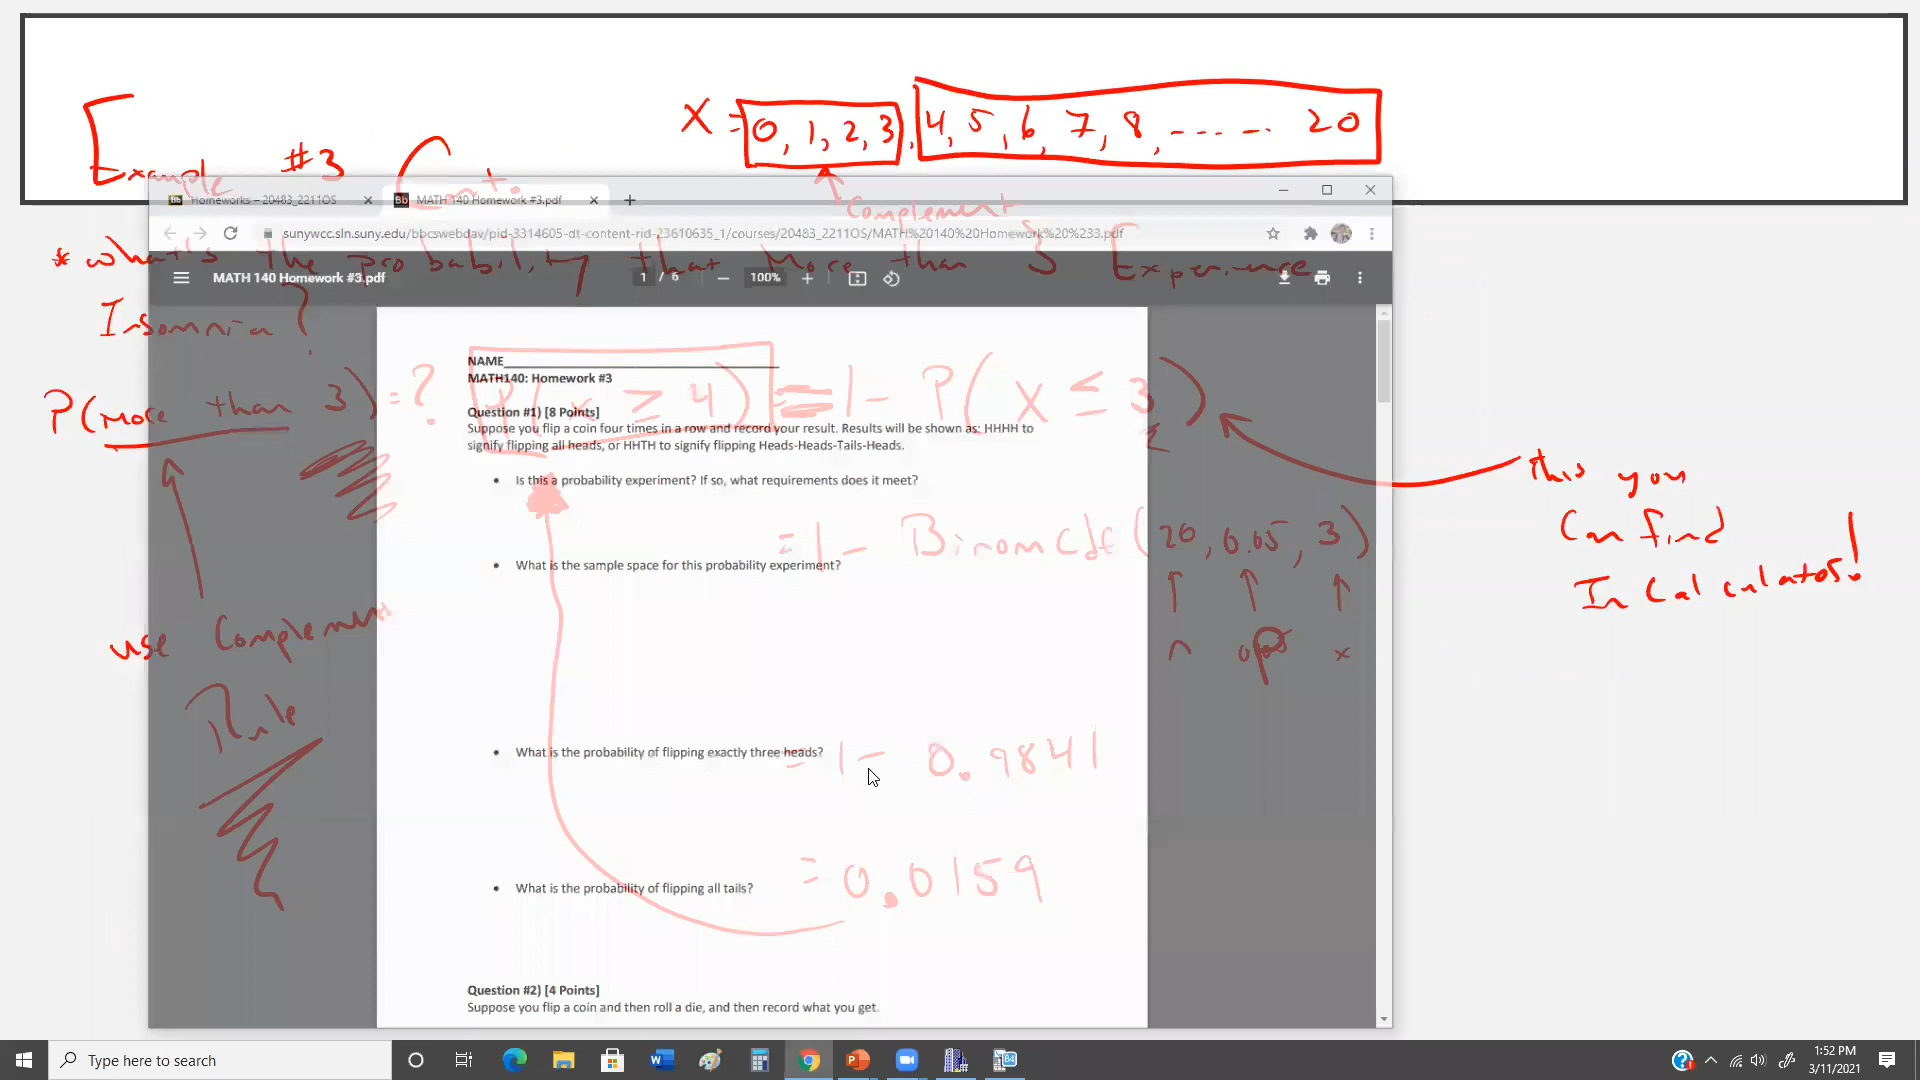 X = 0, 1, 2, 3, 4, 5, 6, 7, 8, ...... 20
Example #3 Cont.
Complement
Homeworks – 20483_2211OS
MATH 140 Homework #3.pdf
sunywcc.sln.suny.edu/bbcswebdav/pid-3314605-dt-content-rid-23610635_1/courses/20483_2211OS/MATH%20140%20Homework%20%233.pdf
* What's the probability that More than 3 Experience
Insomnia?
MATH 140 Homework #3.pdf
1 / 6
100%
NAME
MATH140: Homework #3
P(More than 3) = ? P(x ≥ 4) = 1 - P(X ≤ 3)
Question #1) [8 Points]
Suppose you flip a coin four times in a row and record your result. Results will be shown as: HHHH to
signify flipping all heads, or HHTH to signify flipping Heads-Heads-Tails-Heads.
this you
Can find
In Calculator!
• Is this a probability experiment? If so, what requirements does it meet?
= 1 - Binomcdf(20, 0.05, 3)
• What is the sample space for this probability experiment?
n
x
use Complement
Rule
• What is the probability of flipping exactly three heads?
= 1 - 0.9841
• What is the probability of flipping all tails?
= 0.0159
Question #2) [4 Points]
Suppose you flip a coin and then roll a die, and then record what you get.
Type here to search
84
1:52 PM
3/11/2021